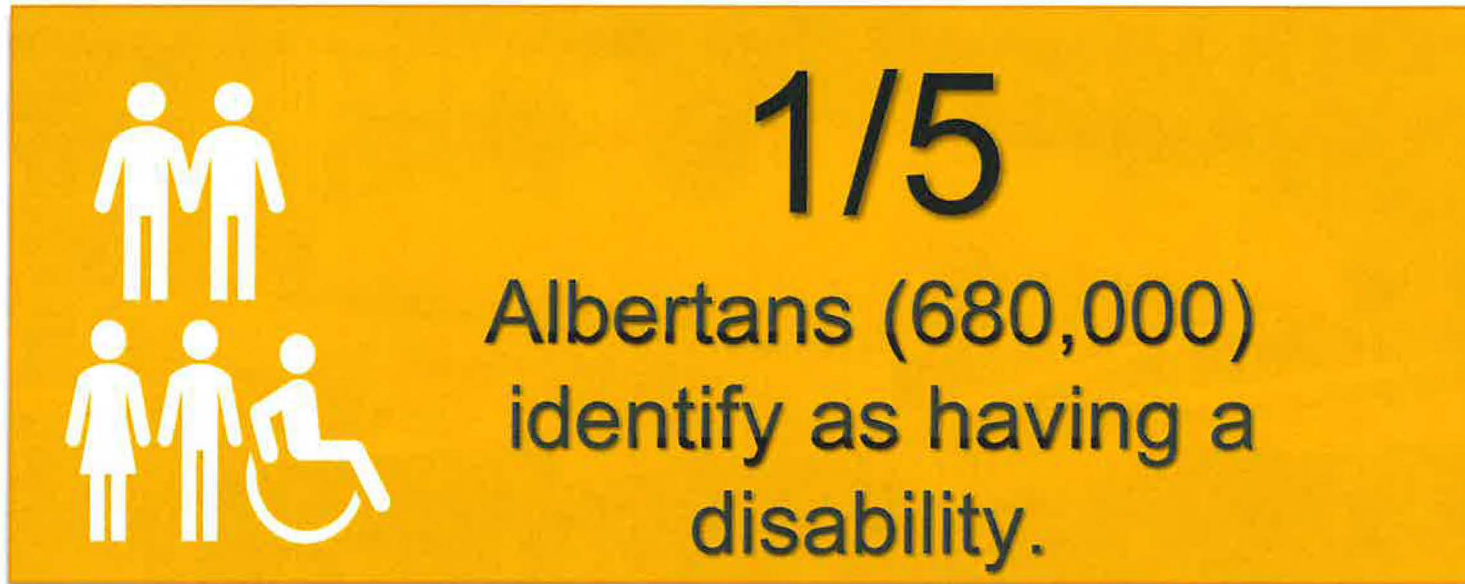 1/5
Albertans (680,000)
identify as having a
disability.